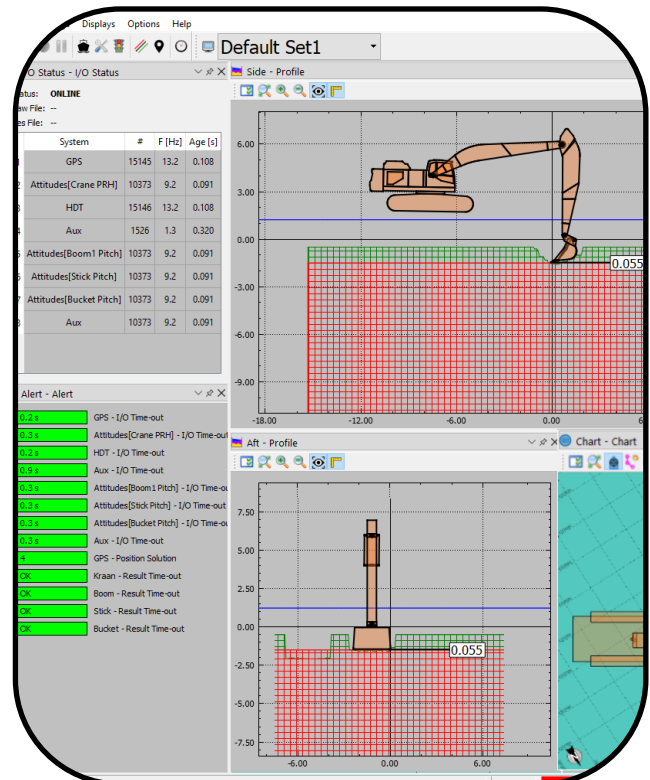 Displays Options Help
Default Set1
O Status - I/O Status
atus: ONLINE
aw File: --
es File: --
System # F [Hz] Age [s]
GPS 15145 13.2 0.108
2 Attitudes[Crane PRH] 10373 9.2 0.091
HDT 15146 13.2 0.108
Aux 1526 1.3 0.320
Attitudes[Boom1 Pitch] 10373 9.2 0.091
Attitudes[Stick Pitch] 10373 9.2 0.091
Attitudes[Bucket Pitch] 10373 9.2 0.091
Aux 10373 9.2 0.091
Side - Profile
6.00
3.00
0.00
-3.00
-6.00
-9.00
0.055
-18.00 -12.00 -6.00 0.00 6
Alert - Alert
0.2 s GPS - I/O Time-out
0.3 s Attitudes[Crane PRH] - I/O Time-out
0.2 s HDT - I/O Time-out
0.9 s Aux - I/O Time-out
0.3 s Attitudes[Boom1 Pitch] - I/O Time-out
0.3 s Attitudes[Stick Pitch] - I/O Time-out
0.3 s Attitudes[Bucket Pitch] - I/O Time-ou
0.3 s Aux - I/O Time-out
4 GPS - Position Solution
OK Kraan - Result Time-out
OK Boom - Result Time-out
OK Stick - Result Time-out
OK Bucket - Result Time-out
Aft - Profile
7.50
5.00
2.50
0.00
-2.50
-5.00
-7.50
0.055
-6.00 0.00 6.00
Chart - Chart